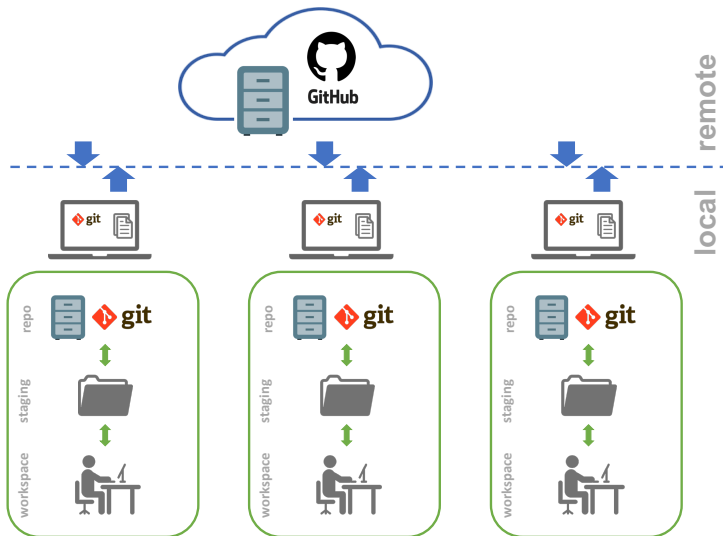 GitHub
remote
local
git
git
git
repo
git
repo
git
repo
git
staging
staging
staging
workspace
workspace
workspace